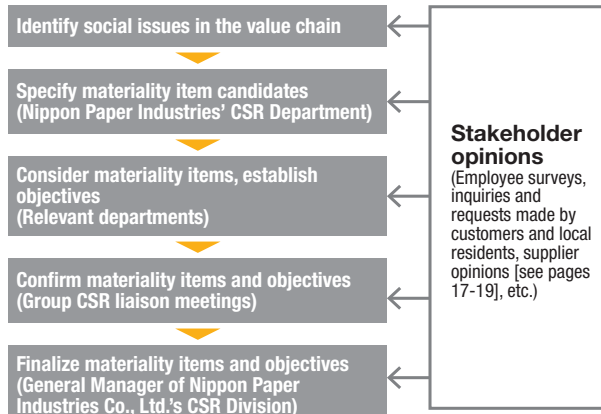 Identify social issues in the value chain
Specify materiality item candidates
(Nippon Paper Industries' CSR Department)
Consider materiality items, establish
objectives
(Relevant departments)
Confirm materiality items and objectives
(Group CSR liaison meetings)
Finalize materiality items and objectives
(General Manager of Nippon Paper
Industries Co., Ltd.'s CSR Division)
Stakeholder
opinions
(Employee surveys,
inquiries and
requests made by
customers and local
residents, supplier
opinions [see pages
17-19], etc.)